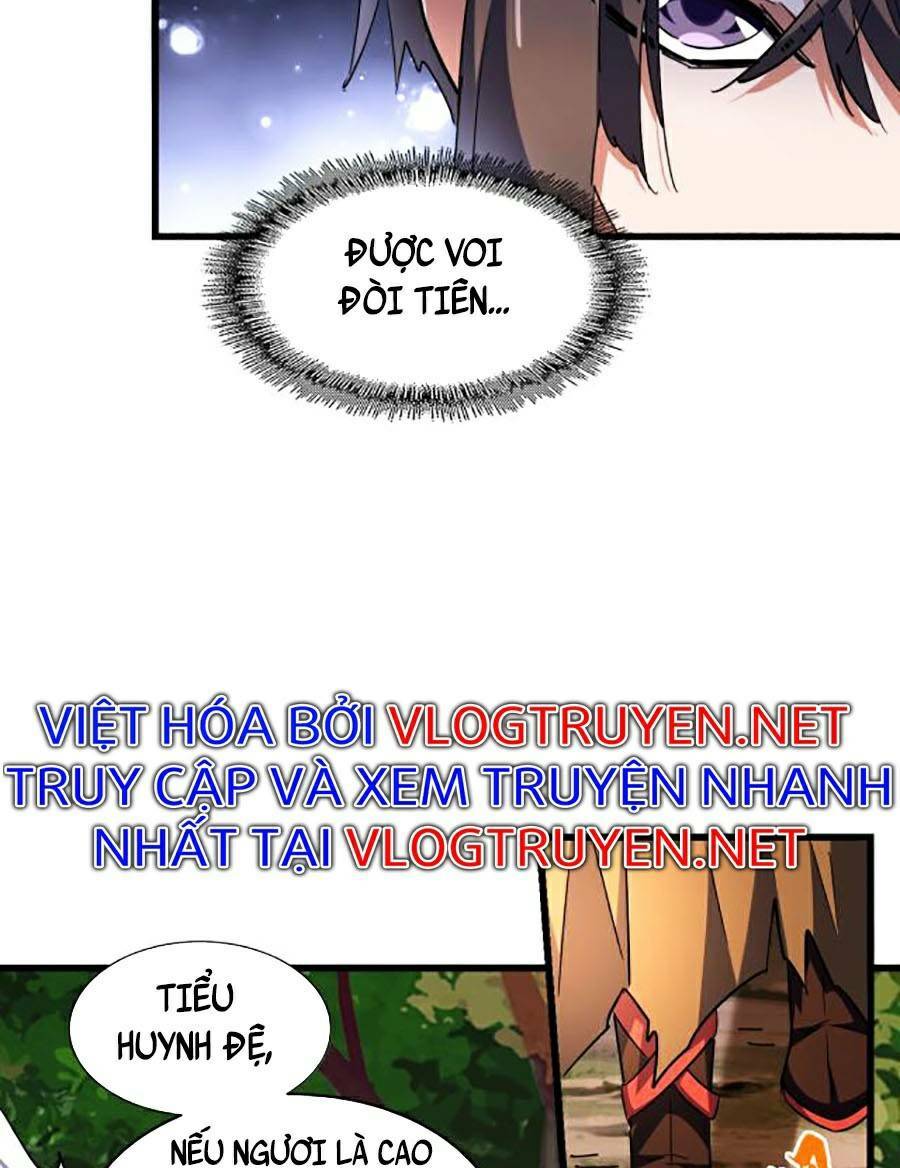 ĐƯỢC VOI
ĐÒI TIÊN...
VIỆT HÓA BỞI VLOGTRUYEN.NET
TRUY CẬP VÀ XEM TRUYỆN NHANH
NHẤT TẠI VLOGTRUYEN.NET
TIỂU
HUYNH ĐỆ,
NẾU NGƯƠI LÀ CAO